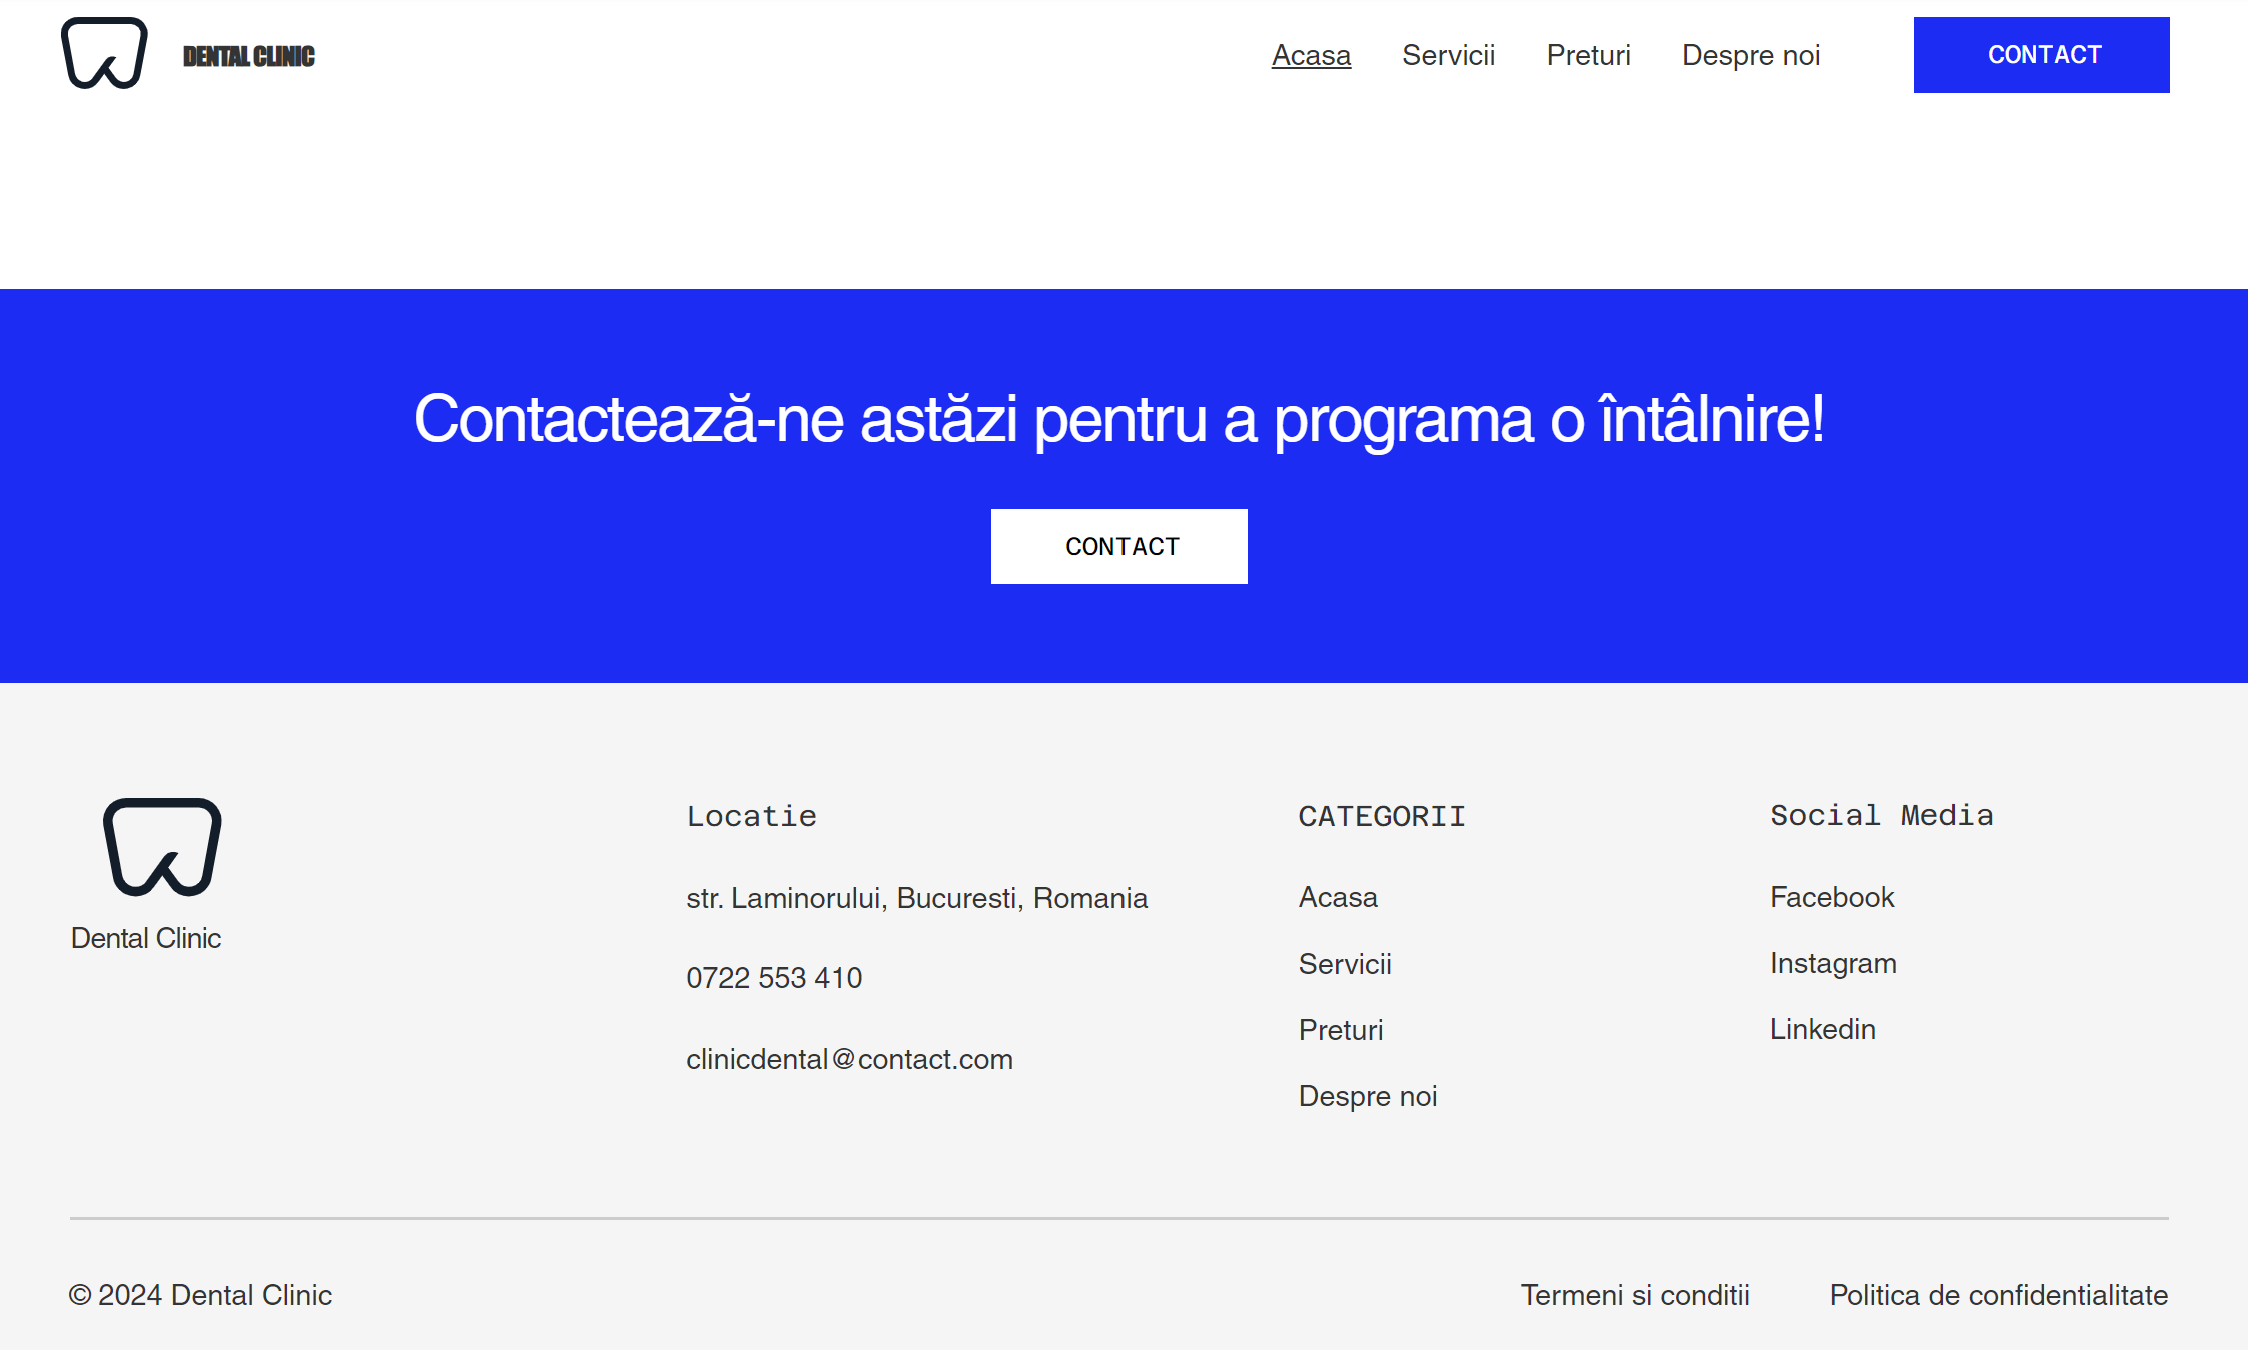 DENTAL CLINIC
Acasa
Servicii
Preturi
Despre noi
CONTACT
Contactează-ne astăzi pentru a programa o întâlnire!
CONTACT
Dental Clinic
Locatie
str. Laminorului, Bucuresti, Romania
0722 553 410
clinicdental@contact.com
CATEGORII
Acasa
Servicii
Preturi
Despre noi
Social Media
Facebook
Instagram
Linkedin
© 2024 Dental Clinic
Termeni si conditii
Politica de confidentialitate